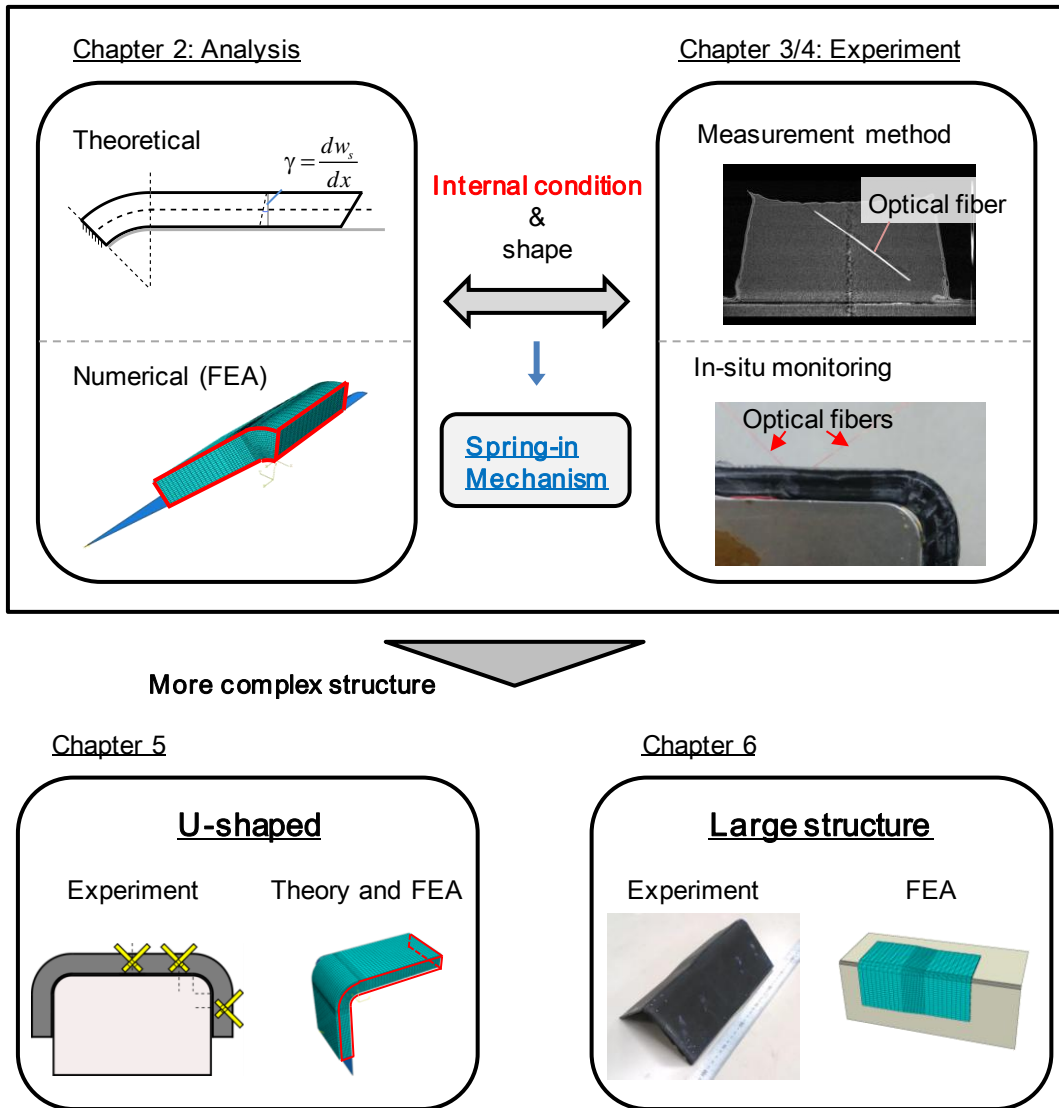 Chapter 2: Analysis
Theoretical
γ = dw_s/dx
Numerical (FEA)
Internal condition
&
shape
Spring-in
Mechanism
Chapter 3/4: Experiment
Measurement method
Optical fiber
In-situ monitoring
Optical fibers
More complex structure
Chapter 5
U-shaped
Experiment
Theory and FEA
Chapter 6
Large structure
Experiment
FEA